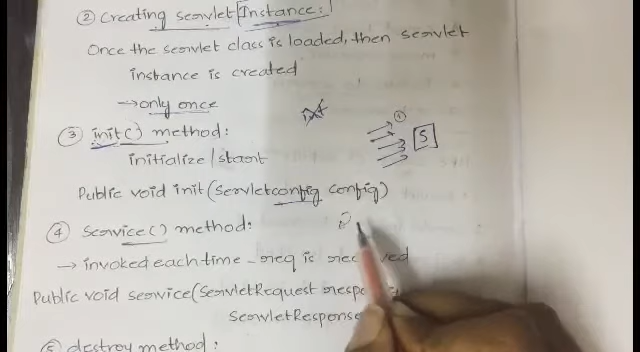 ② Creating servlet Instance:
Once the servlet class is loaded, then servlet
instance is created
→ only once
③ init() method:
initialize/start
① S
Public void init(Servletconfig config)
④ Service() method:
→ invoked each time req is
Public void service(ServletRequest
ServletResponse
⑤ destroy method: